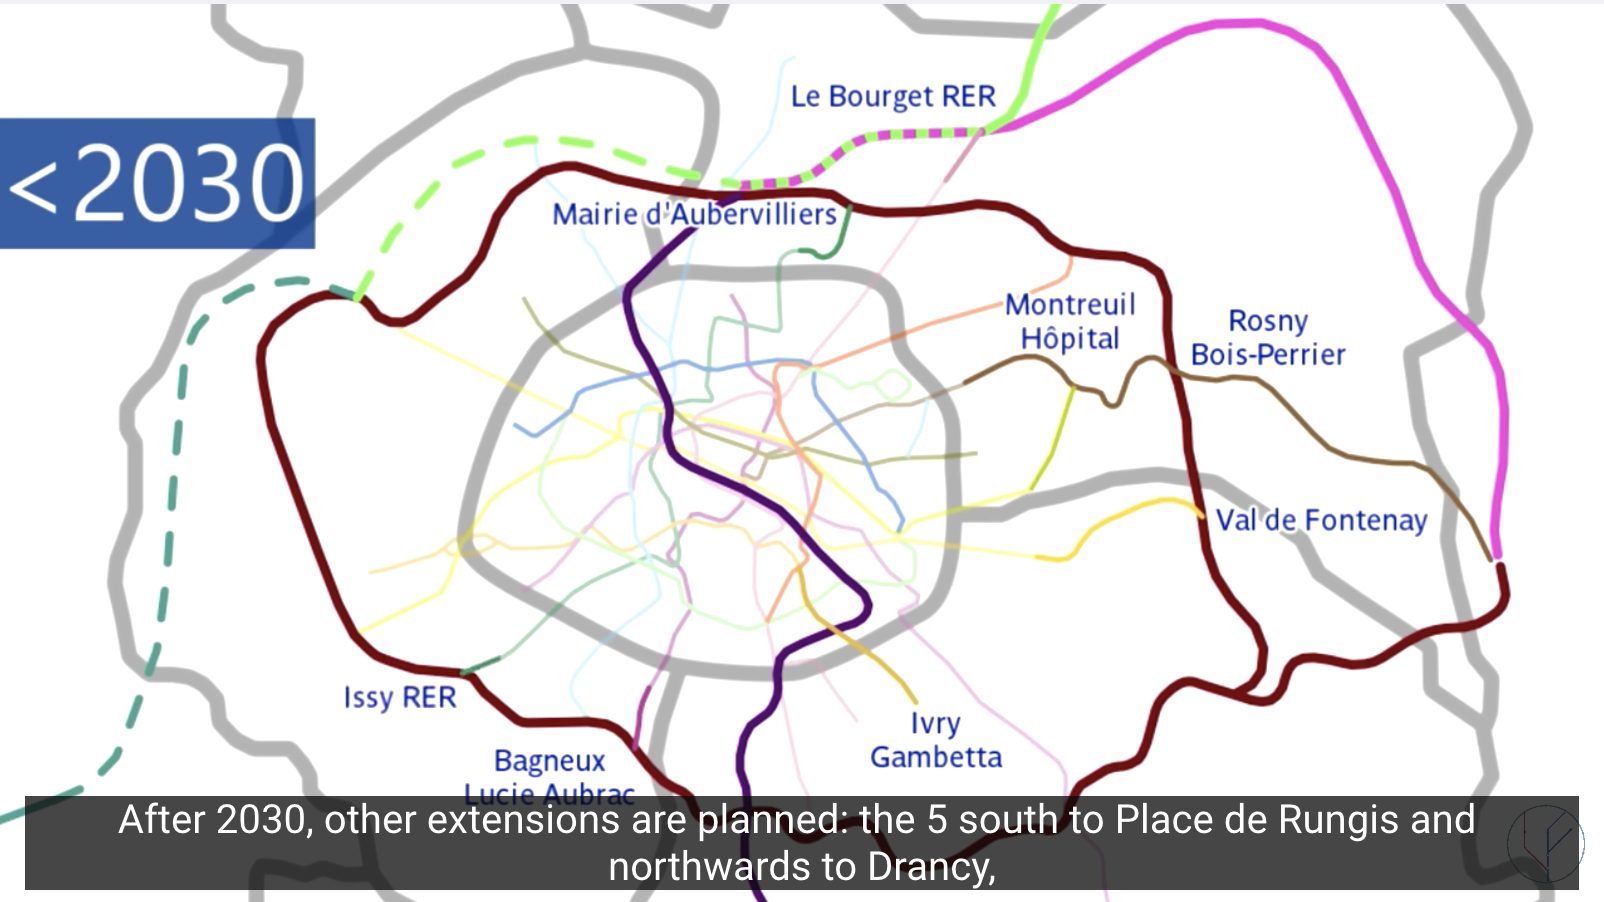 Le Bourget RER
<2030
Mairie d'Aubervilliers
Montreuil
Hôpital
Rosny
Bois-Perrier
Val de Fontenay
Issy RER
Ivry
Gambetta
Bagneux
Lucie Aubrac
After 2030, other extensions are planned: the 5 south to Place de Rungis and
northwards to Drancy,